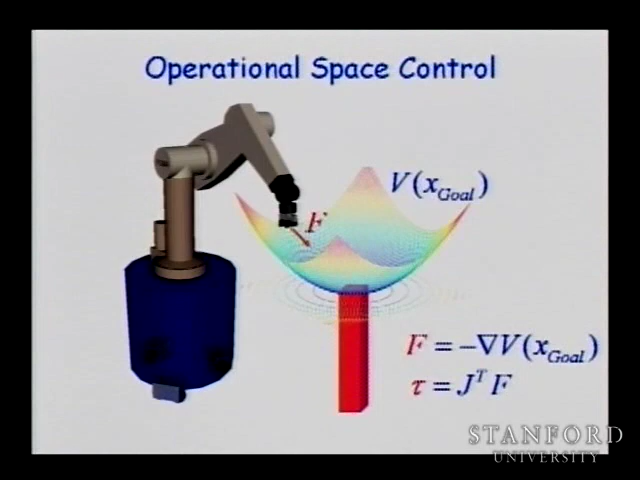 Operational Space Control
V(x_Goal)
F
F = -∇V(x_Goal)
τ = J^T F
STANFORD
UNIVERSITY